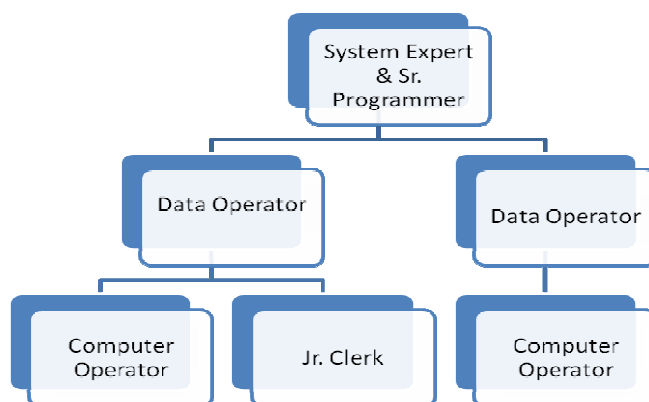 System Expert
& Sr.
Programmer
Data Operator
Data Operator
Computer
Operator
Jr. Clerk
Computer
Operator